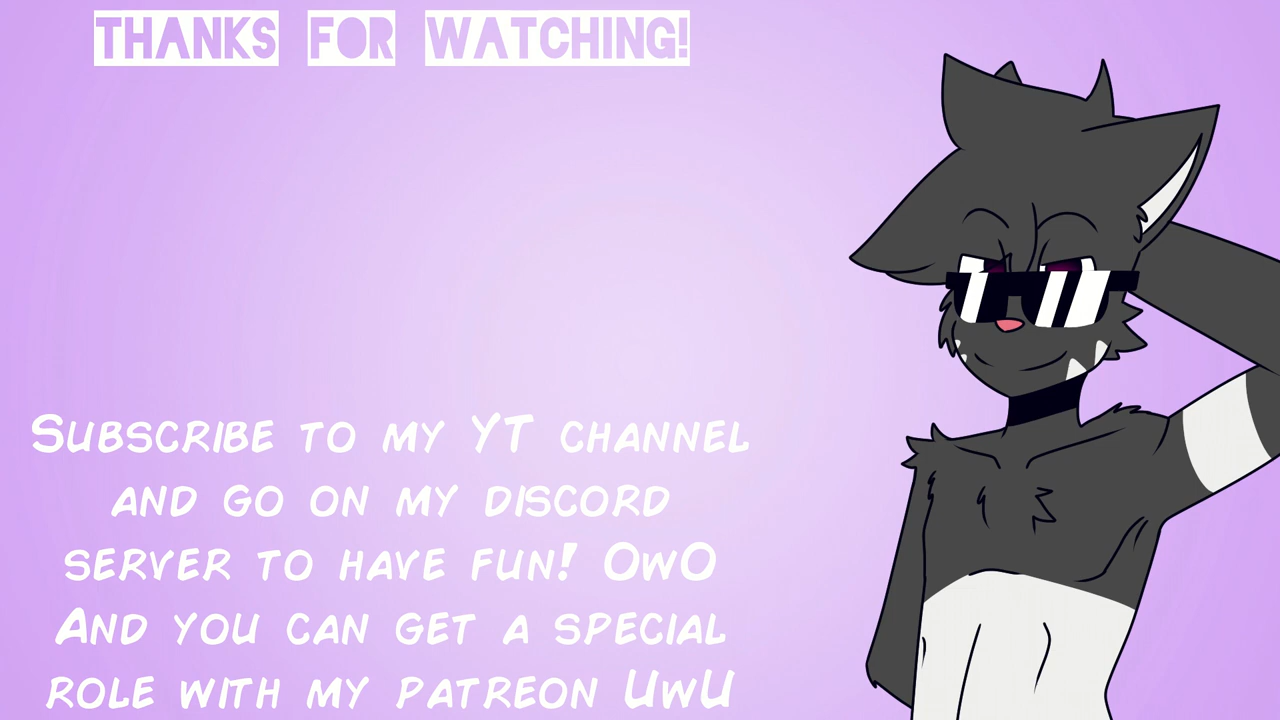 THANKS FOR WATCHING!
SUBSCRIBE TO MY YT CHANNEL
AND GO ON MY DISCORD
SERVER TO HAVE FUN! OWO
AND YOU CAN GET A SPECIAL
ROLE WITH MY PATREON UWU